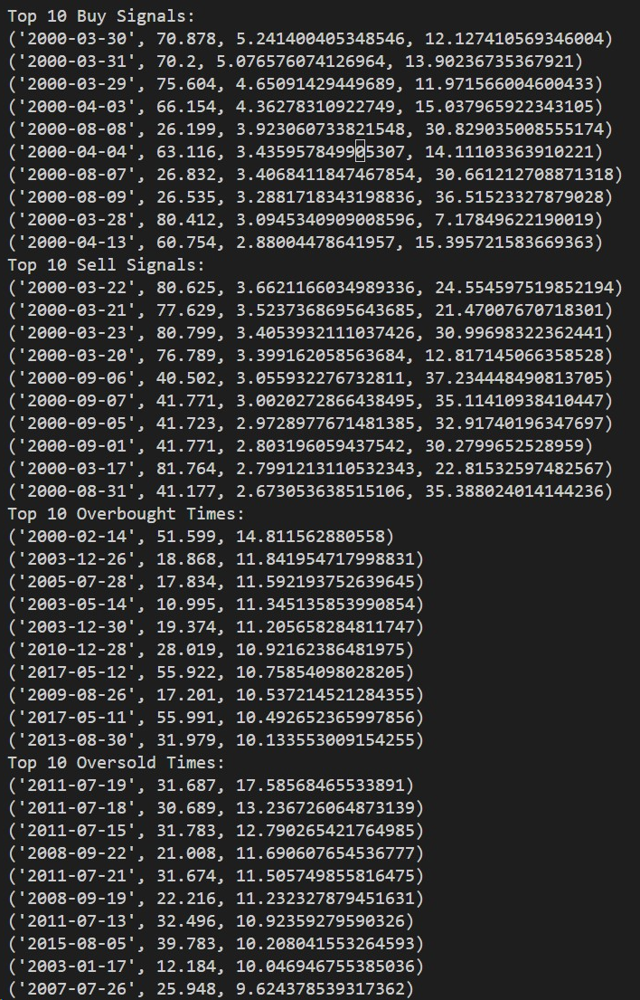 Top 10 Buy Signals:
('2000-03-30', 70.878, 5.241400405348546, 12.127410569346004)
('2000-03-31', 70.2, 5.076576074126964, 13.90236735367921)
('2000-03-29', 75.604, 4.65091429449689, 11.971566004600433)
('2000-04-03', 66.154, 4.36278310922749, 15.037965922343105)
('2000-08-08', 26.199, 3.923060733821548, 30.829035008555174)
('2000-04-04', 63.116, 3.435957849905307, 14.11103363910221)
('2000-08-07', 26.832, 3.4068411847467854, 30.661212708871318)
('2000-08-09', 26.535, 3.2881718343198836, 36.51523327879028)
('2000-03-28', 80.412, 3.0945340909008596, 7.17849622190019)
('2000-04-13', 60.754, 2.88004478641957, 15.395721583669363)
Top 10 Sell Signals:
('2000-03-22', 80.625, 3.6621166034989336, 24.554597519852194)
('2000-03-21', 77.629, 3.5237368695643685, 21.47007670718301)
('2000-03-23', 80.799, 3.4053932111037426, 30.99698322362441)
('2000-03-20', 76.789, 3.399162058563684, 12.817145066358528)
('2000-09-06', 40.502, 3.055932276732811, 37.234448490813705)
('2000-09-07', 41.771, 3.0020272866438495, 35.11410938410447)
('2000-09-05', 41.723, 2.9728977671481385, 32.91740196347697)
('2000-09-01', 41.771, 2.803196059437542, 30.2799652528959)
('2000-03-17', 81.764, 2.7991213110532343, 22.81532597482567)
('2000-08-31', 41.177, 2.673053638515106, 35.388024014144236)
Top 10 Overbought Times:
('2000-02-14', 51.599, 14.811562880558)
('2003-12-26', 18.868, 11.841954717998831)
('2005-07-28', 17.834, 11.592193752639645)
('2003-05-14', 10.995, 11.345135853990854)
('2003-12-30', 19.374, 11.205658284811747)
('2010-12-28', 28.019, 10.92162386481975)
('2017-05-12', 55.922, 10.75854098028205)
('2009-08-26', 17.201, 10.537214521284355)
('2017-05-11', 55.991, 10.492652365997856)
('2013-08-30', 31.979, 10.133553009154255)
Top 10 Oversold Times:
('2011-07-19', 31.687, 17.58568465533891)
('2011-07-18', 30.689, 13.236726064873139)
('2011-07-15', 31.783, 12.790265421764985)
('2008-09-22', 21.008, 11.690607654536777)
('2011-07-21', 31.674, 11.505749855816475)
('2008-09-19', 22.216, 11.232327879451631)
('2011-07-13', 32.496, 10.92359279590326)
('2015-08-05', 39.783, 10.208041553264593)
('2003-01-17', 12.184, 10.046946755385036)
('2007-07-26', 25.948, 9.624378539317362)